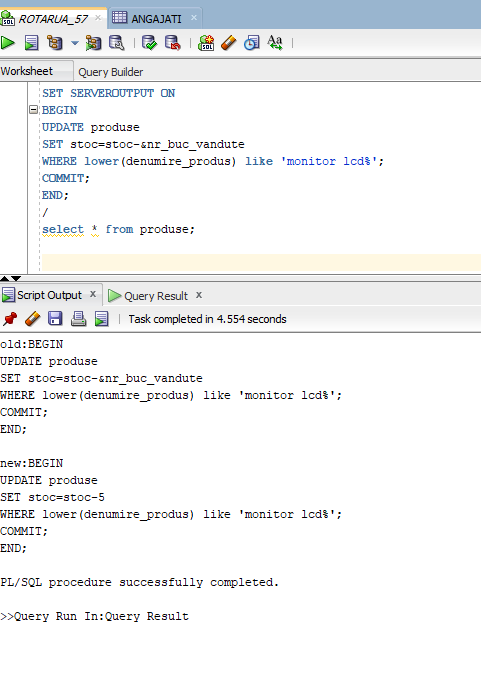 ROTARUA_57 × ANGAJATI ×
Worksheet Query Builder
SET SERVEROUTPUT ON
BEGIN
UPDATE produse
SET stoc=stoc-&nr_buc_vandute
WHERE lower(denumire_produs) like 'monitor lcd%';
COMMIT;
END;
/
select * from produse;
Script Output × Query Result ×
Task completed in 4.554 seconds
old:BEGIN
UPDATE produse
SET stoc=stoc-&nr_buc_vandute
WHERE lower(denumire_produs) like 'monitor lcd%';
COMMIT;
END;
new:BEGIN
UPDATE produse
SET stoc=stoc-5
WHERE lower(denumire_produs) like 'monitor lcd%';
COMMIT;
END;
PL/SQL procedure successfully completed.
>>Query Run In:Query Result